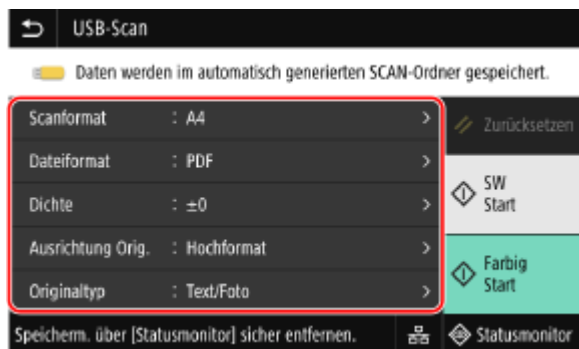 USB-Scan
Daten werden im automatisch generierten SCAN-Ordner gespeichert.
Scanformat : A4
Dateiformat : PDF
Dichte : ±0
Ausrichtung Orig. : Hochformat
Originaltyp : Text/Foto
Zurücksetzen
SW
Start
Farbig
Start
Speicherm. über [Statusmonitor] sicher entfernen.
Statusmonitor